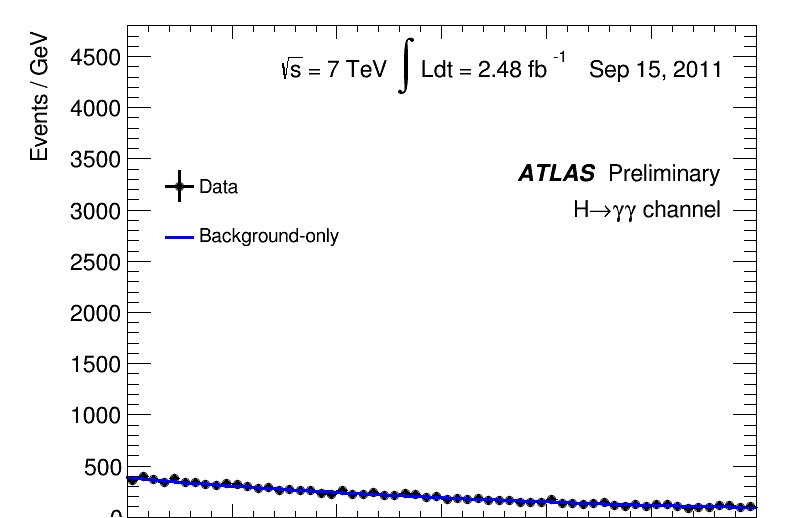 Events / GeV
√s = 7 TeV ∫ Ldt = 2.48 fb⁻¹ Sep 15, 2011
ATLAS Preliminary
H→γγ channel
Data
Background-only
4500
4000
3500
3000
2500
2000
1500
1000
500
0